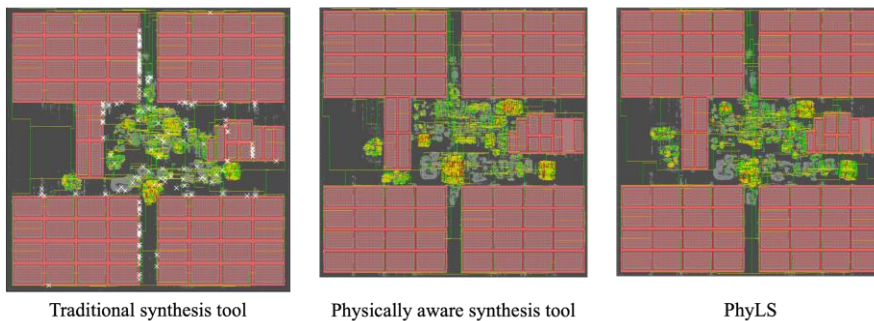 Traditional synthesis tool
Physically aware synthesis tool
PhyLS